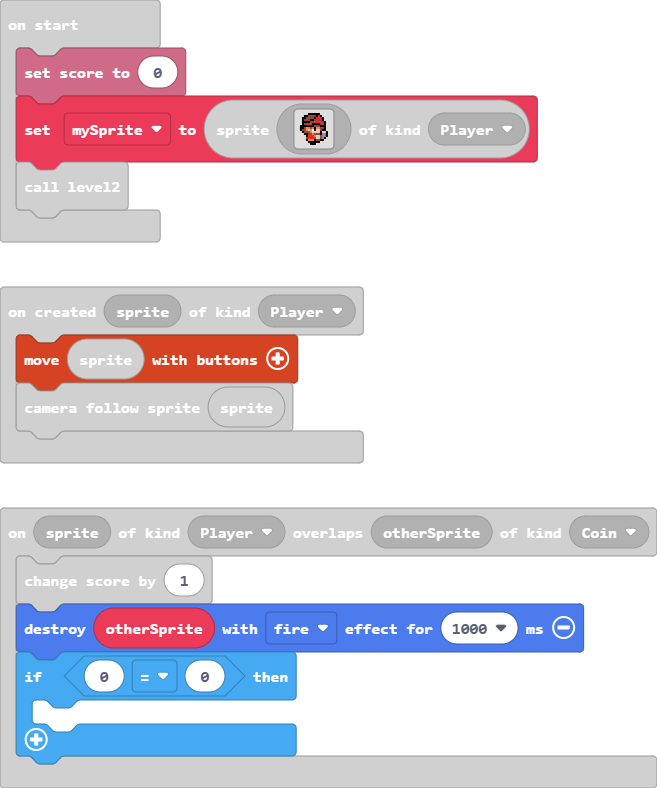 on start
set score to 0
set mySprite to sprite of kind Player
call level2
on created sprite of kind Player
move sprite with buttons
camera follow sprite sprite
on sprite of kind Player overlaps otherSprite of kind Coin
change score by 1
destroy otherSprite with fire effect for 1000 ms
if 0 = 0 then